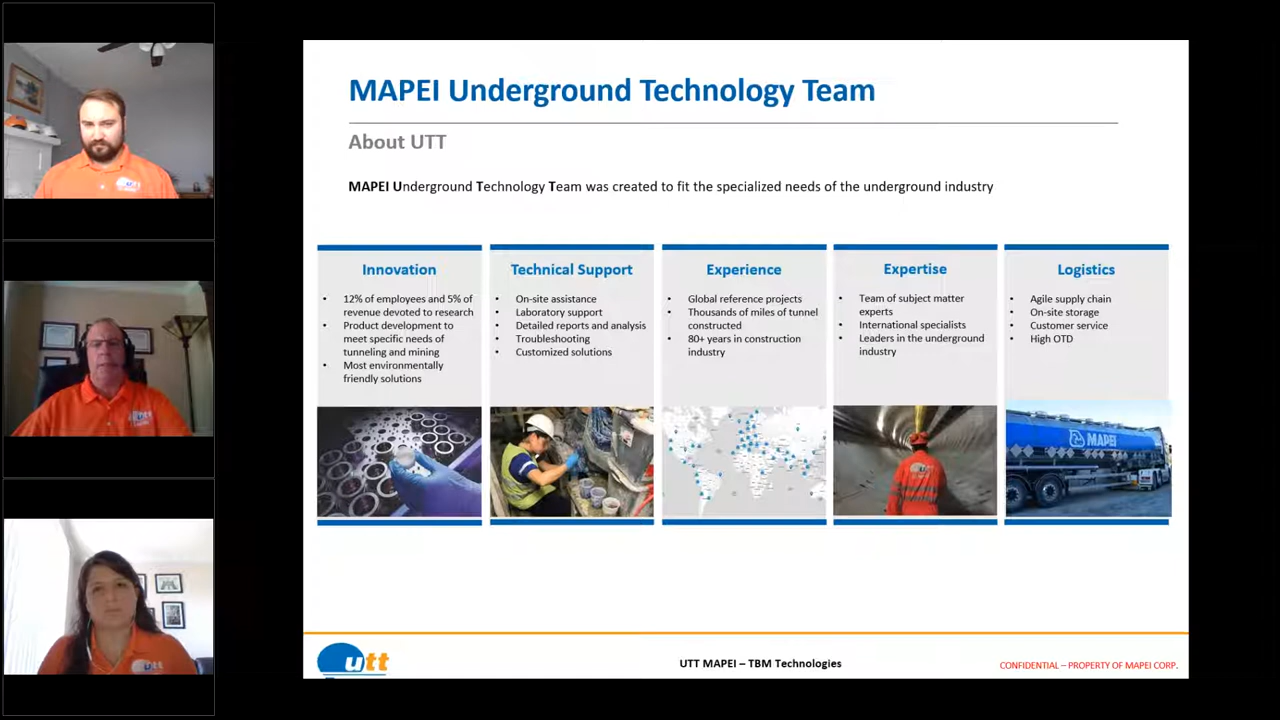 MAPEI Underground Technology Team
About UTT
MAPEI Underground Technology Team was created to fit the specialized needs of the underground industry
Innovation
• 12% of employees and 5% of
revenue devoted to research
• Product development to
meet specific needs of
tunneling and mining
• Most environmentally
friendly solutions
Technical Support
• On-site assistance
• Laboratory support
• Detailed reports and analysis
• Troubleshooting
• Customized solutions
Experience
• Global reference projects
• Thousands of miles of tunnel
constructed
• 80+ years in construction
industry
Expertise
• Team of subject matter
experts
• International specialists
• Leaders in the underground
industry
Logistics
• Agile supply chain
• On-site storage
• Customer service
• High OTD
MAPEI
utt
UTT MAPEI – TBM Technologies
CONFIDENTIAL – PROPERTY OF MAPEI CORP.
utt
utt